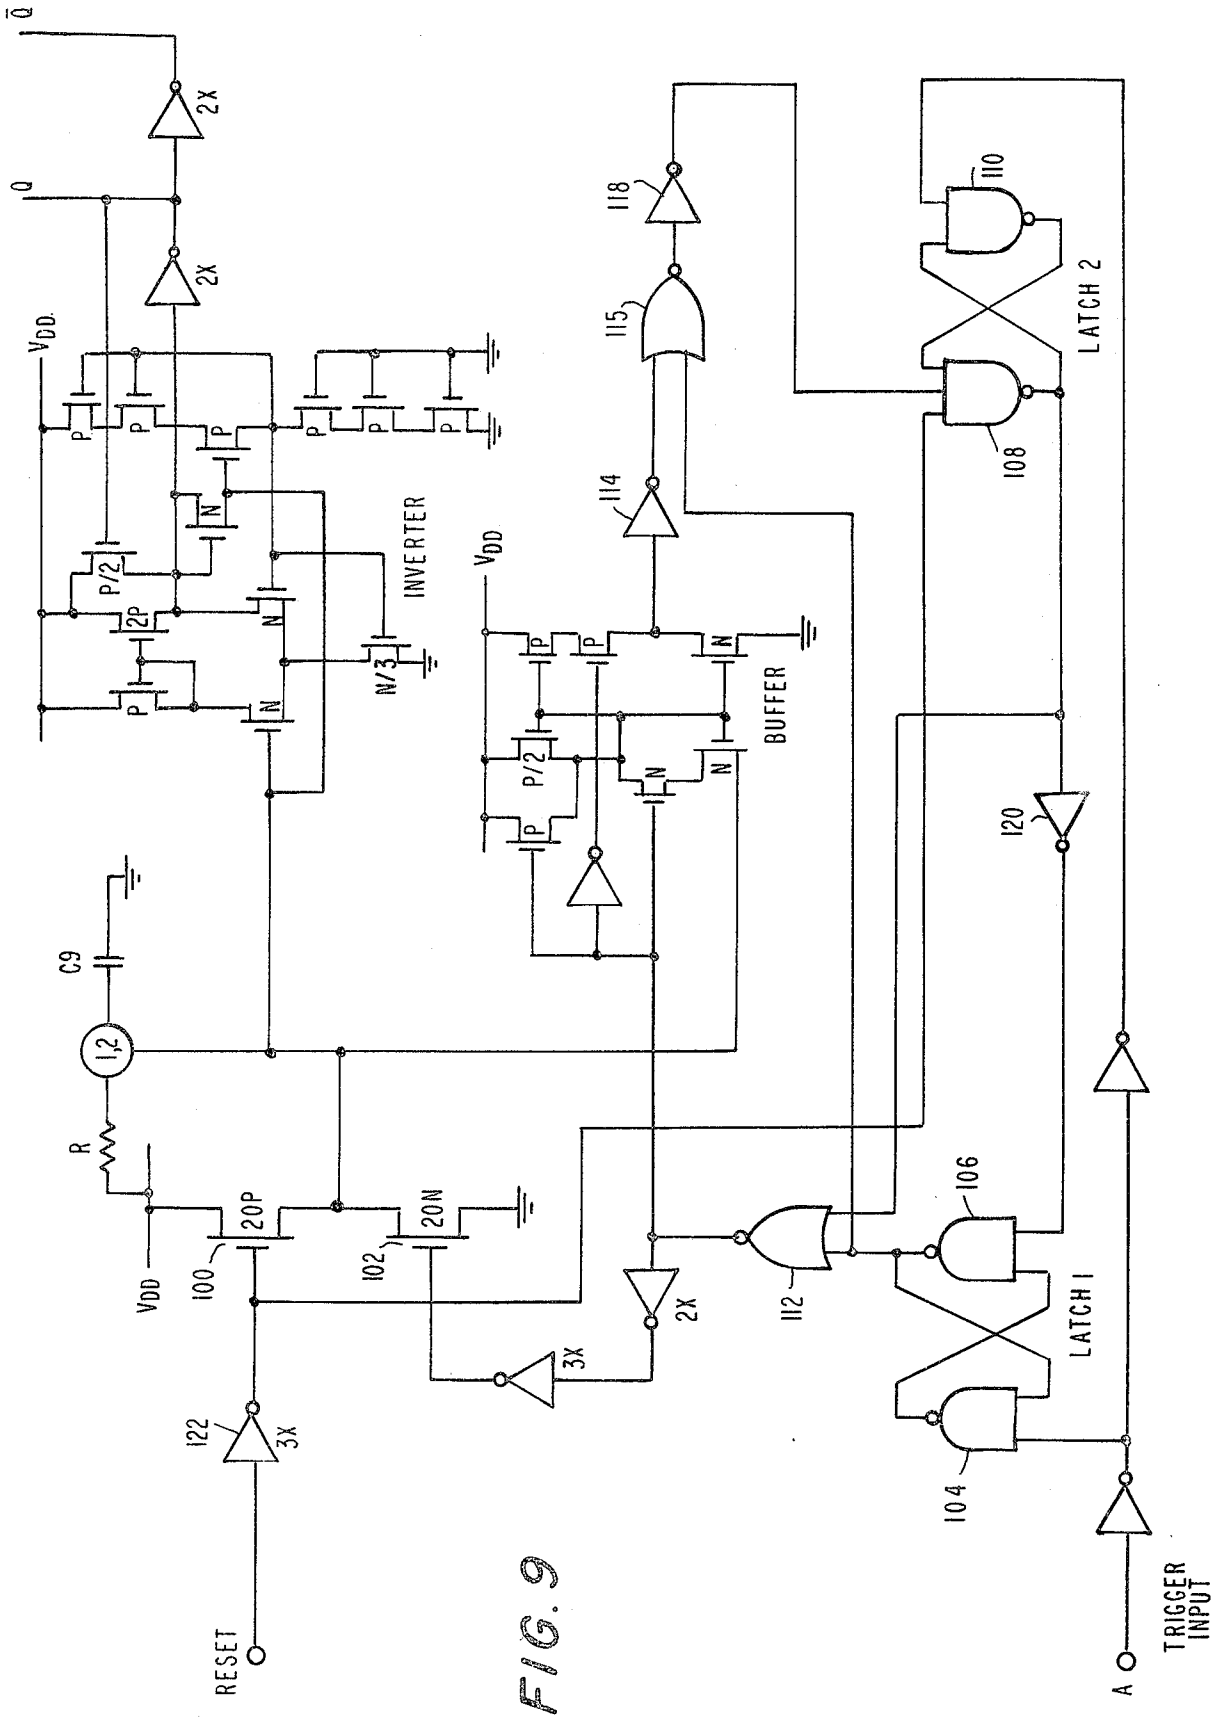 FIG. 9
RESET
122
3X
VDD
R
1,2
C9
100
20P
102
20N
3X
2X
VDD
P
2P
P/2
P
P
P
N
N
N
N/3
P
P
P
INVERTER
2X
Q
2X
Q̅
VDD
P
P/2
P
P
N
N
N
BUFFER
114
115
118
112
104
106
LATCH 1
120
108
110
LATCH 2
A
TRIGGER
INPUT